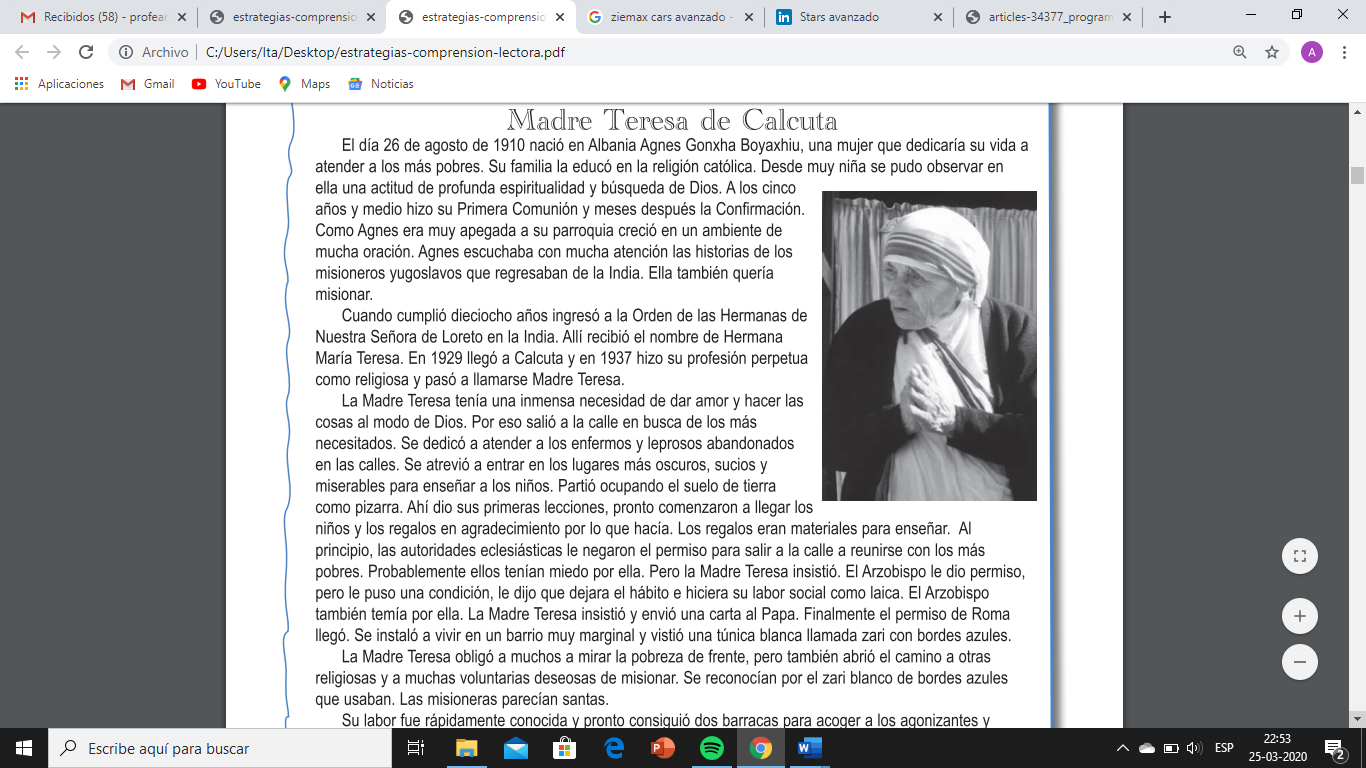 Recibidos (58) - profear
estrategias-comprensio
estrategias-comprension
ziemax cars avanzado -
Stars avanzado
articles-34377_program
Archivo
C:/Users/Ita/Desktop/estrategias-comprension-lectora.pdf
A
Aplicaciones
Gmail
YouTube
Maps
Noticias
Madre Teresa de Calcuta
El día 26 de agosto de 1910 nació en Albania Agnes Gonxha Boyaxhiu, una mujer que dedicaría su vida a
atender a los más pobres. Su familia la educó en la religión católica. Desde muy niña se pudo observar en
ella una actitud de profunda espiritualidad y búsqueda de Dios. A los cinco
años y medio hizo su Primera Comunión y meses después la Confirmación.
Como Agnes era muy apegada a su parroquia creció en un ambiente de
mucha oración. Agnes escuchaba con mucha atención las historias de los
misioneros yugoslavos que regresaban de la India. Ella también quería
misionar.
Cuando cumplió dieciocho años ingresó a la Orden de las Hermanas de
Nuestra Señora de Loreto en la India. Allí recibió el nombre de Hermana
María Teresa. En 1929 llegó a Calcuta y en 1937 hizo su profesión perpetua
como religiosa y pasó a llamarse Madre Teresa.
La Madre Teresa tenía una inmensa necesidad de dar amor y hacer las
cosas al modo de Dios. Por eso salió a la calle en busca de los más
necesitados. Se dedicó a atender a los enfermos y leprosos abandonados
en las calles. Se atrevió a entrar en los lugares más oscuros, sucios y
miserables para enseñar a los niños. Partió ocupando el suelo de tierra
como pizarra. Ahí dio sus primeras lecciones, pronto comenzaron a llegar los
niños y los regalos en agradecimiento por lo que hacía. Los regalos eran materiales para enseñar. Al
principio, las autoridades eclesiásticas le negaron el permiso para salir a la calle a reunirse con los más
pobres. Probablemente ellos tenían miedo por ella. Pero la Madre Teresa insistió. El Arzobispo le dio permiso,
pero le puso una condición, le dijo que dejara el hábito e hiciera su labor social como laica. El Arzobispo
también temía por ella. La Madre Teresa insistió y envió una carta al Papa. Finalmente el permiso de Roma
llegó. Se instaló a vivir en un barrio muy marginal y vistió una túnica blanca llamada zari con bordes azules.
La Madre Teresa obligó a muchos a mirar la pobreza de frente, pero también abrió el camino a otras
religiosas y a muchas voluntarias deseosas de misionar. Se reconocían por el zari blanco de bordes azules
que usaban. Las misioneras parecían santas.
Su labor fue rápidamente conocida y pronto consiguió dos barracas para acoger a los agonizantes y
Escribe aquí para buscar
ESP
22:53
25-03-2020
2